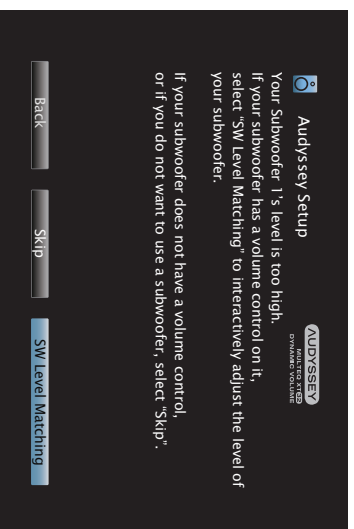 Audyssey Setup
AUDYSSEY
MULTEQ XT32
DYNAMIC VOLUME
Your Subwoofer 1's level is too high.
If your subwoofer has a volume control on it,
select “SW Level Matching” to interactively adjust the level of
your subwoofer.
If your subwoofer does not have a volume control,
or if you do not want to use a subwoofer, select “Skip”.
Back
Skip
SW Level Matching